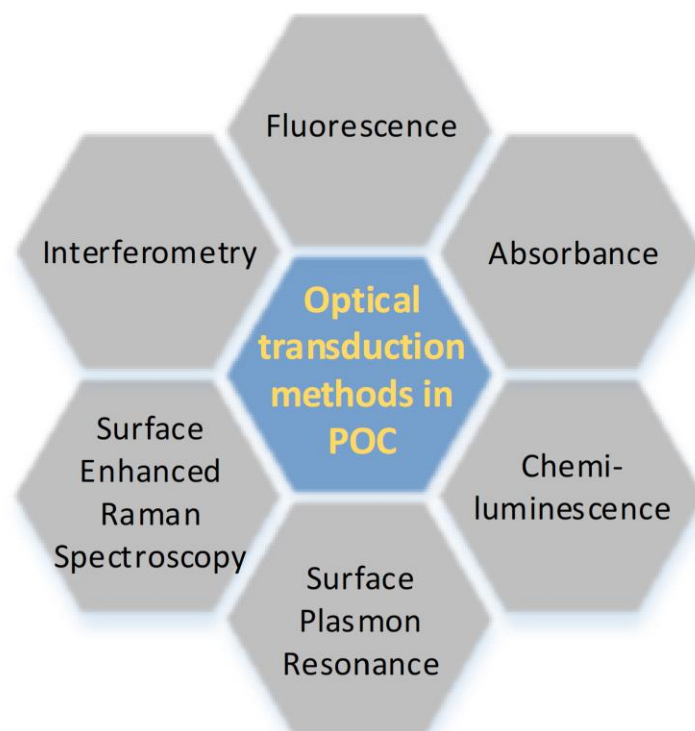 Fluorescence
Interferometry
Absorbance
Optical
transduction
methods in
POC
Surface
Enhanced
Raman
Spectroscopy
Chemi-
luminescence
Surface
Plasmon
Resonance